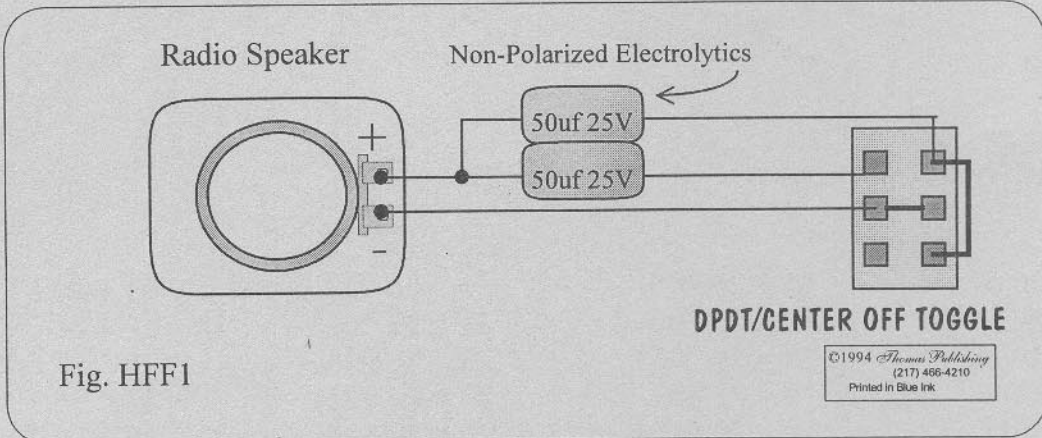 Radio Speaker
Non-Polarized Electrolytics
+
50uf 25V
50uf 25V
-
DPDT/CENTER OFF TOGGLE
Fig. HFF1
©1994 Thomas Publishing
(217) 466-4210
Printed in Blue Ink